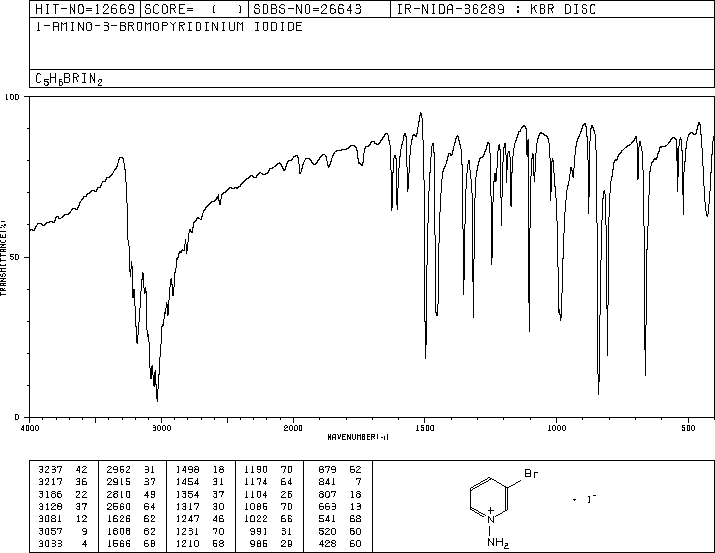 HIT-NO=12669 SCORE= ( ) SDBS-NO=26643 IR-NIDA-36289 : KBR DISC
1-AMINO-3-BROMOPYRIDINIUM IODIDE
C5H6BRIN2
100
50
0
TRANSMITTANCE(%)
4000 3000 2000 1500 1000 500
WAVENUMBER(-1)
3237 42 2952 31 1498 18 1190 70 879 62
3217 36 2915 37 1454 31 1174 64 841 7
3186 22 2810 49 1354 37 1104 26 807 18
3128 37 2560 64 1317 30 1086 70 663 13
3081 12 1626 62 1247 46 1022 66 541 68
3057 9 1608 62 1231 70 991 31 520 60
3033 4 1566 68 1210 58 986 29 428 60
Br
N+
NH2
· I-